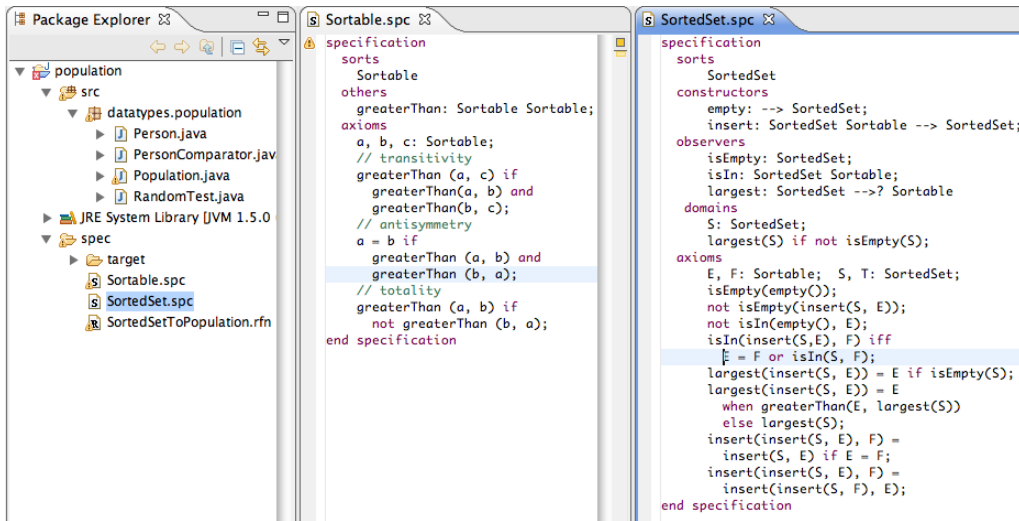 Package Explorer
population
src
datatypes.population
Person.java
PersonComparator.jav
Population.java
RandomTest.java
JRE System Library [JVM 1.5.0
spec
target
Sortable.spc
SortedSet.spc
SortedSetToPopulation.rfn
Sortable.spc
specification
sorts
Sortable
others
greaterThan: Sortable Sortable;
axioms
a, b, c: Sortable;
// transitivity
greaterThan (a, c) if
greaterThan(a, b) and
greaterThan(b, c);
// antisymmetry
a = b if
greaterThan (a, b) and
greaterThan (b, a);
// totality
greaterThan (a, b) if
not greaterThan (b, a);
end specification
SortedSet.spc
specification
sorts
SortedSet
constructors
empty: --> SortedSet;
insert: SortedSet Sortable --> SortedSet;
observers
isEmpty: SortedSet;
isIn: SortedSet Sortable;
largest: SortedSet -->? Sortable
domains
S: SortedSet;
largest(S) if not isEmpty(S);
axioms
E, F: Sortable; S, T: SortedSet;
isEmpty(empty());
not isEmpty(insert(S, E));
not isIn(empty(), E);
isIn(insert(S,E), F) iff
E = F or isIn(S, F);
largest(insert(S, E)) = E if isEmpty(S);
largest(insert(S, E)) = E
when greaterThan(E, largest(S))
else largest(S);
insert(insert(S, E), F) =
insert(S, E) if E = F;
insert(insert(S, E), F) =
insert(insert(S, F), E);
end specification